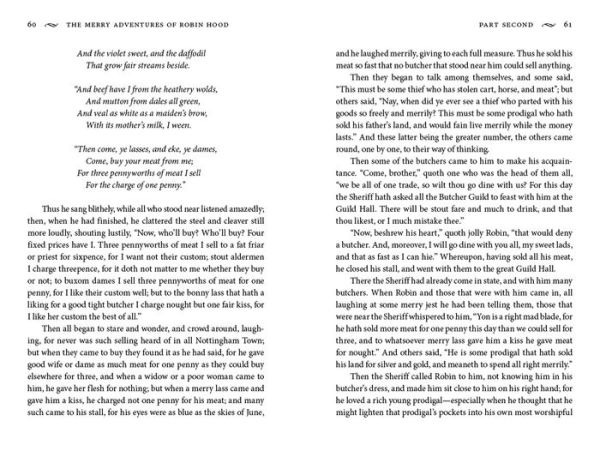 60 THE MERRY ADVENTURES OF ROBIN HOOD
And the violet sweet, and the daffodil
That grow fair streams beside.
“And beef have I from the heathery wolds,
And mutton from dales all green,
And veal as white as a maiden's brow,
With its mother's milk, I ween.
“Then come, ye lasses, and eke, ye dames,
Come, buy your meat from me;
For three pennyworths of meat I sell
For the charge of one penny.”
Thus he sang blithely, while all who stood near listened amazedly;
then, when he had finished, he clattered the steel and cleaver still
more loudly, shouting lustily, “Now, who'll buy? Who'll buy? Four
fixed prices have I. Three pennyworths of meat I sell to a fat friar
or priest for sixpence, for I want not their custom; stout aldermen
I charge threepence, for it doth not matter to me whether they buy
or not; to buxom dames I sell three pennyworths of meat for one
penny, for I like their custom well; but to the bonny lass that hath a
liking for a good tight butcher I charge nought but one fair kiss, for
I like her custom the best of all.”
Then all began to stare and wonder, and crowd around, laugh-
ing, for never was such selling heard of in all Nottingham Town;
but when they came to buy they found it as he had said, for he gave
good wife or dame as much meat for one penny as they could buy
elsewhere for three, and when a widow or a poor woman came to
him, he gave her flesh for nothing; but when a merry lass came and
gave him a kiss, he charged not one penny for his meat; and many
such came to his stall, for his eyes were as blue as the skies of June,
PART SECOND 61
and he laughed merrily, giving to each full measure. Thus he sold his
meat so fast that no butcher that stood near him could sell anything.
Then they began to talk among themselves, and some said,
“This must be some thief who has stolen cart, horse, and meat”; but
others said, “Nay, when did ye ever see a thief who parted with his
goods so freely and merrily? This must be some prodigal who hath
sold his father's land, and would fain live merrily while the money
lasts.” And these latter being the greater number, the others came
round, one by one, to their way of thinking.
Then some of the butchers came to him to make his acquain-
tance. “Come, brother,” quoth one who was the head of them all,
“we be all of one trade, so wilt thou go dine with us? For this day
the Sheriff hath asked all the Butcher Guild to feast with him at the
Guild Hall. There will be stout fare and much to drink, and that
thou likest, or I much mistake thee.”
“Now, beshrew his heart,” quoth jolly Robin, “that would deny
a butcher. And, moreover, I will go dine with you all, my sweet lads,
and that as fast as I can hie.” Whereupon, having sold all his meat,
he closed his stall, and went with them to the great Guild Hall.
There the Sheriff had already come in state, and with him many
butchers. When Robin and those that were with him came in, all
laughing at some merry jest he had been telling them, those that
were near the Sheriff whispered to him, “Yon is a right mad blade, for
he hath sold more meat for one penny this day than we could sell for
three, and to whatsoever merry lass gave him a kiss he gave meat
for nought.” And others said, “He is some prodigal that hath sold
his land for silver and gold, and meaneth to spend all right merrily.”
Then the Sheriff called Robin to him, not knowing him in his
butcher's dress, and made him sit close to him on his right hand; for
he loved a rich young prodigal—especially when he thought that he
might lighten that prodigal's pockets into his own most worshipful